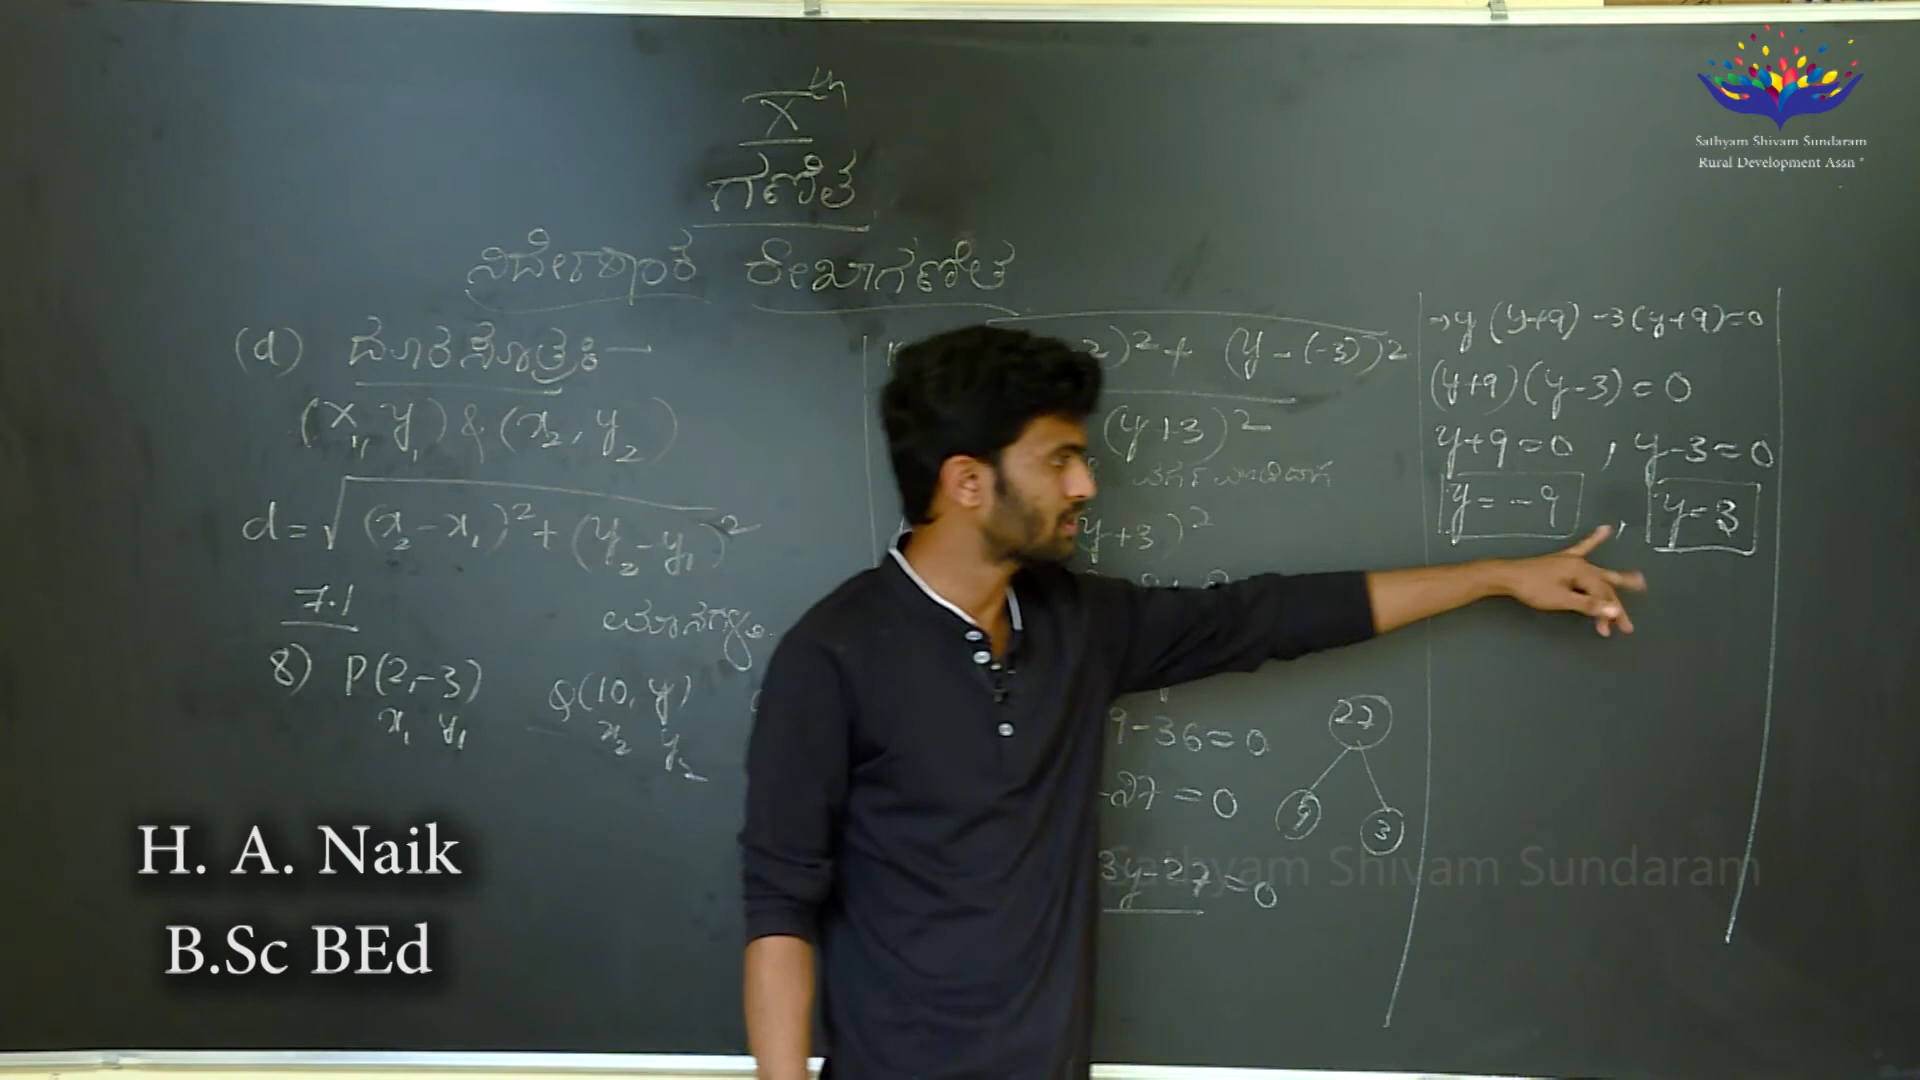 Sathyam Shivam Sundaram
Rural Development Assn
X th
ಗಣಿತ
ನಿರ್ದೇಶಾಂಕ ರೇಖಾಗಣಿತ
(d) ದೂರ ಸೂತ್ರ :-
(x₁, y₁) & (x₂, y₂)
d = √(x₂ - x₁)² + (y₂ - y₁)²
7.1
8) P(2, -3) Q(10, y)
x₁ y₁ x₂ y₂
2)² + (y - (-3))²
(y+3)²
ವರ್ಗ ಮಾಡಿದಾಗ
y+3)²
9 - 36 = 0
-27 = 0
3y - 27 = 0
27
9 3
→ y (y+9) - 3(y+9) = 0
(y+9) (y-3) = 0
y+9 = 0 , y-3 = 0
y = -9 , y = 3
H. A. Naik
B.Sc BEd
Sathyam Shivam Sundaram